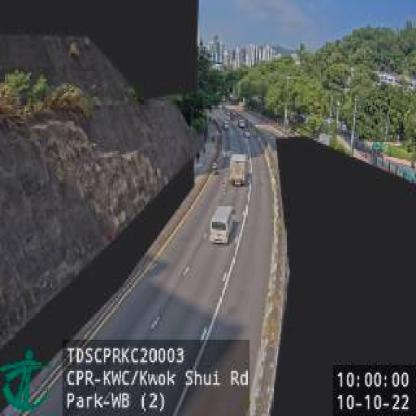 TDSCPRKC20003
CPR-KWC/Kwok Shui Rd
Park-WB (2)
10:00:00
10-10-22